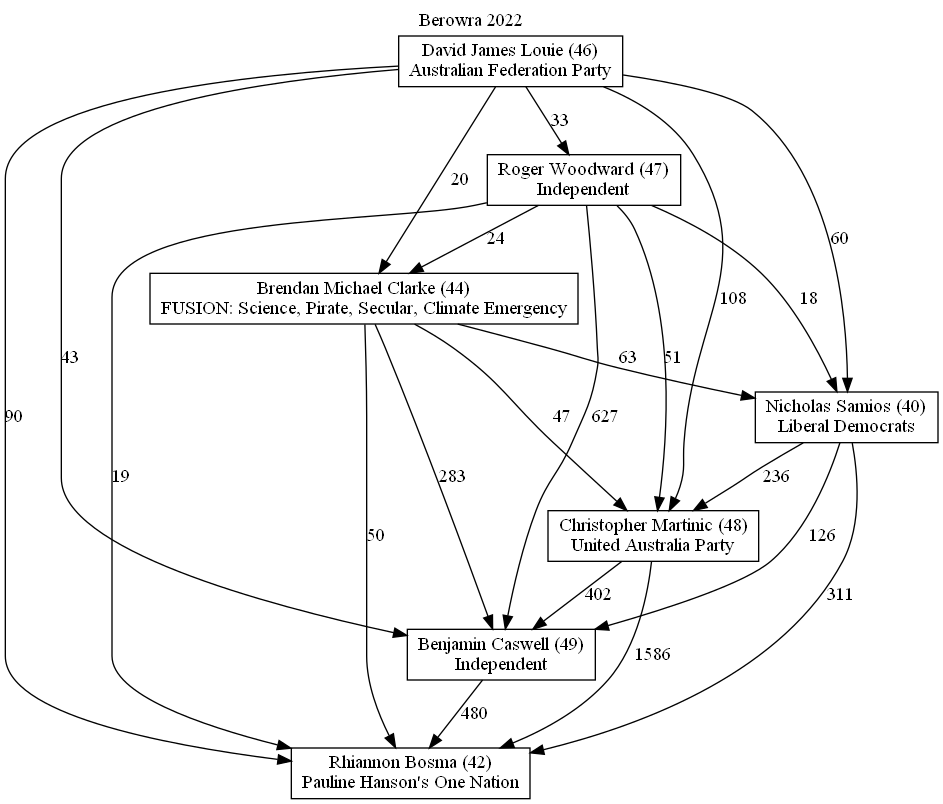 Berowra 2022
David James Louie (46)
Australian Federation Party
33
Roger Woodward (47)
Independent
20
24
60
Brendan Michael Clarke (44)
FUSION: Science, Pirate, Secular, Climate Emergency
108
18
43
63
51
Nicholas Samios (40)
Liberal Democrats
90
47
627
19
283
236
Christopher Martinic (48)
United Australia Party
50
126
402
311
Benjamin Caswell (49)
Independent
1586
480
Rhiannon Bosma (42)
Pauline Hanson's One Nation